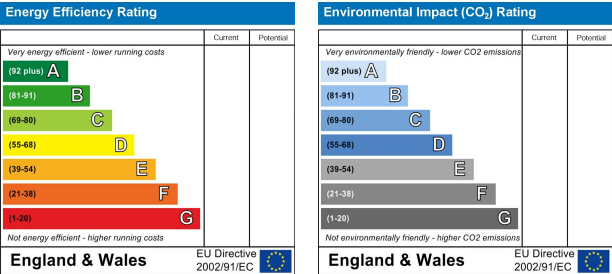 Energy Efficiency Rating
Current Potential
Very energy efficient - lower running costs
(92 plus) A
(81-91) B
(69-80) C
(55-68) D
(39-54) E
(21-38) F
(1-20) G
Not energy efficient - higher running costs
England & Wales
EU Directive
2002/91/EC
Environmental Impact (CO₂) Rating
Current Potential
Very environmentally friendly - lower CO2 emissions
(92 plus) A
(81-91) B
(69-80) C
(55-68) D
(39-54) E
(21-38) F
(1-20) G
Not environmentally friendly - higher CO2 emissions
England & Wales
EU Directive
2002/91/EC